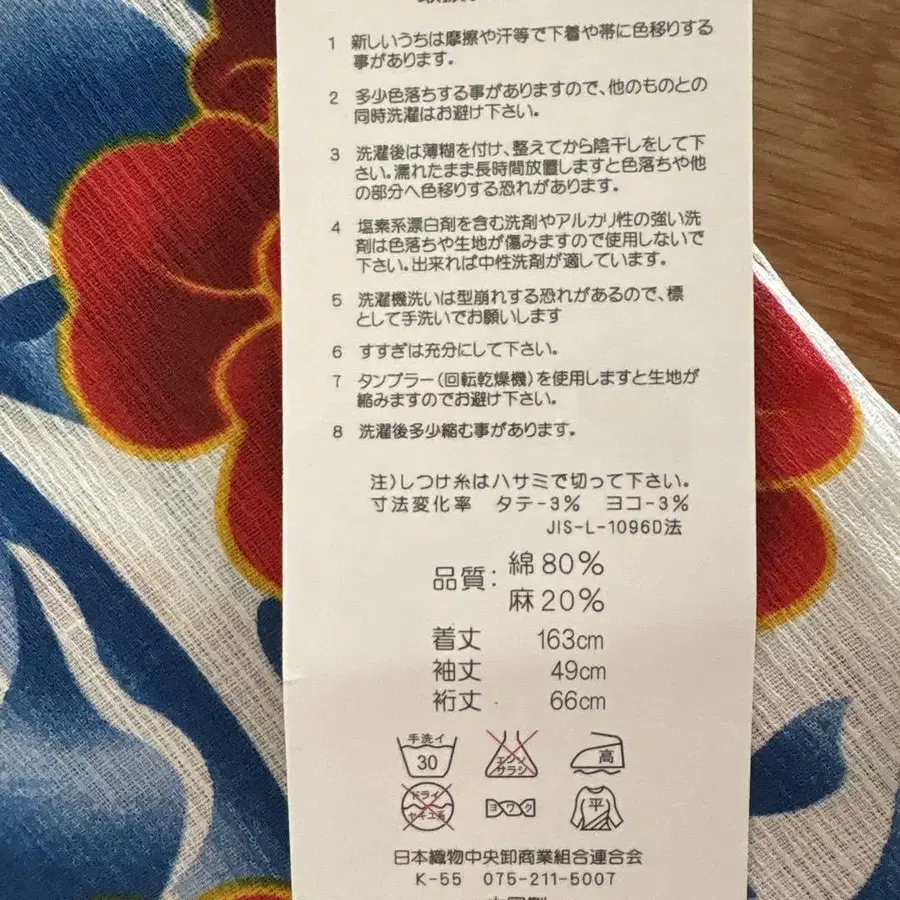 1 新しいうちは摩擦や汗等で下着や帯に色移りする
事があります。
2 多少色落ちする事がありますので、他のものとの
同時洗濯はお避け下さい。
3 洗濯後は薄糊を付け、整えてから陰干しをして下
さい。濡れたまま長時間放置しますと色落ちや他
の部分へ色移りする恐れがあります。
4 塩素系漂白剤を含む洗剤やアルカリ性の強い洗
剤は色落ちや生地が傷みますので使用しないで
下さい。出来れば中性洗剤が適しています。
5 洗濯機洗いは型崩れする恐れがあるので、標
として手洗いでお願いします
6 すすぎは充分にして下さい。
7 タンブラー(回転乾燥機)を使用しますと生地が
縮みますのでお避け下さい。
8 洗濯後多少縮む事があります。
注)しつけ糸はハサミで切って下さい。
寸法変化率 タテ-3% ヨコ-3%
JIS-L-1096D法
品質: 綿80%
麻20%
着丈 163cm
袖丈 49cm
裄丈 66cm
手洗イ
30
エンソ
サラシ
高
ドライ
セキユ系
ヨワク
平
日本織物中央卸商業組合連合会
K-55 075-211-5007